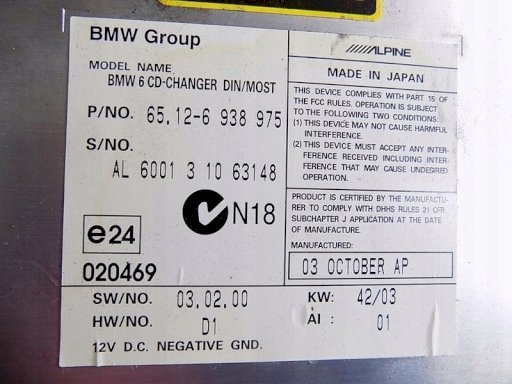 BMW Group
MODEL NAME
BMW 6 CD-CHANGER DIN/MOST
P/NO. 65.12-6 938 975
S/NO.
AL 6001 3 10 63148
N18
e24
020469
SW/NO. 03.02.00
HW/NO. D1
12V D.C. NEGATIVE GND.
ALPINE
MADE IN JAPAN
THIS DEVICE COMPLIES WITH PART 15 OF
THE FCC RULES. OPERATION IS SUBJECT
TO THE FOLLOWING TWO CONDITIONS:
(1) THIS DEVICE MAY NOT CAUSE HARMFUL
INTERFERENCE.
(2) THIS DEVICE MUST ACCEPT ANY INTER-
FERENCE RECEIVED INCLUDING INTER-
FERENCE THAT MAY CAUSE UNDESIRED
OPERATION.
PRODUCT IS CERTIFIED BY THE MANUFACTU-
RER TO COMPLY WITH DHHS RULES 21 CFR
SUBCHAPTER J APPLICATION AT THE DATE
OF MANUFACTURE.
MANUFACTURED:
03 OCTOBER AP
KW: 42/03
AI : 01